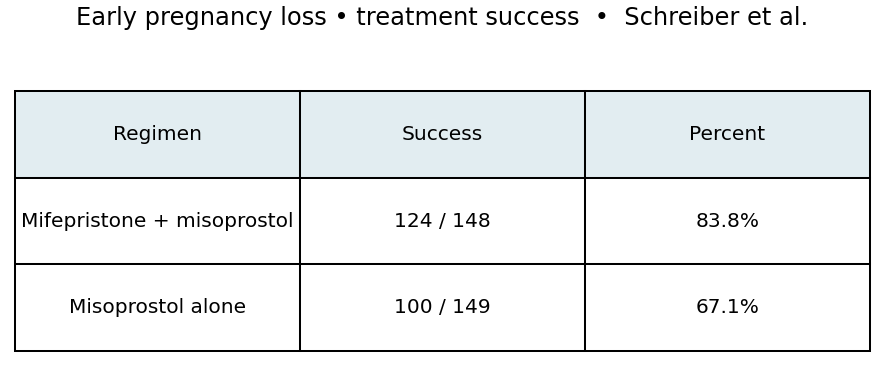 Early pregnancy loss • treatment success • Schreiber et al.
Regimen Success Percent
Mifepristone + misoprostol 124 / 148 83.8%
Misoprostol alone 100 / 149 67.1%